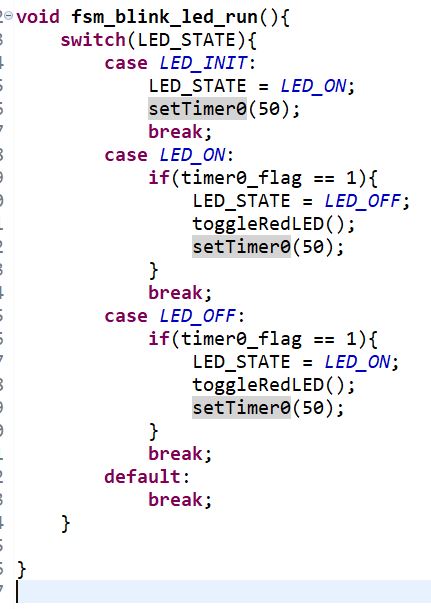 void fsm_blink_led_run(){
    switch(LED_STATE){
        case LED_INIT:
            LED_STATE = LED_ON;
            setTimer0(50);
            break;
        case LED_ON:
            if(timer0_flag == 1){
                LED_STATE = LED_OFF;
                toggleRedLED();
                setTimer0(50);
            }
            break;
        case LED_OFF:
            if(timer0_flag == 1){
                LED_STATE = LED_ON;
                toggleRedLED();
                setTimer0(50);
            }
            break;
        default:
            break;
    }

}